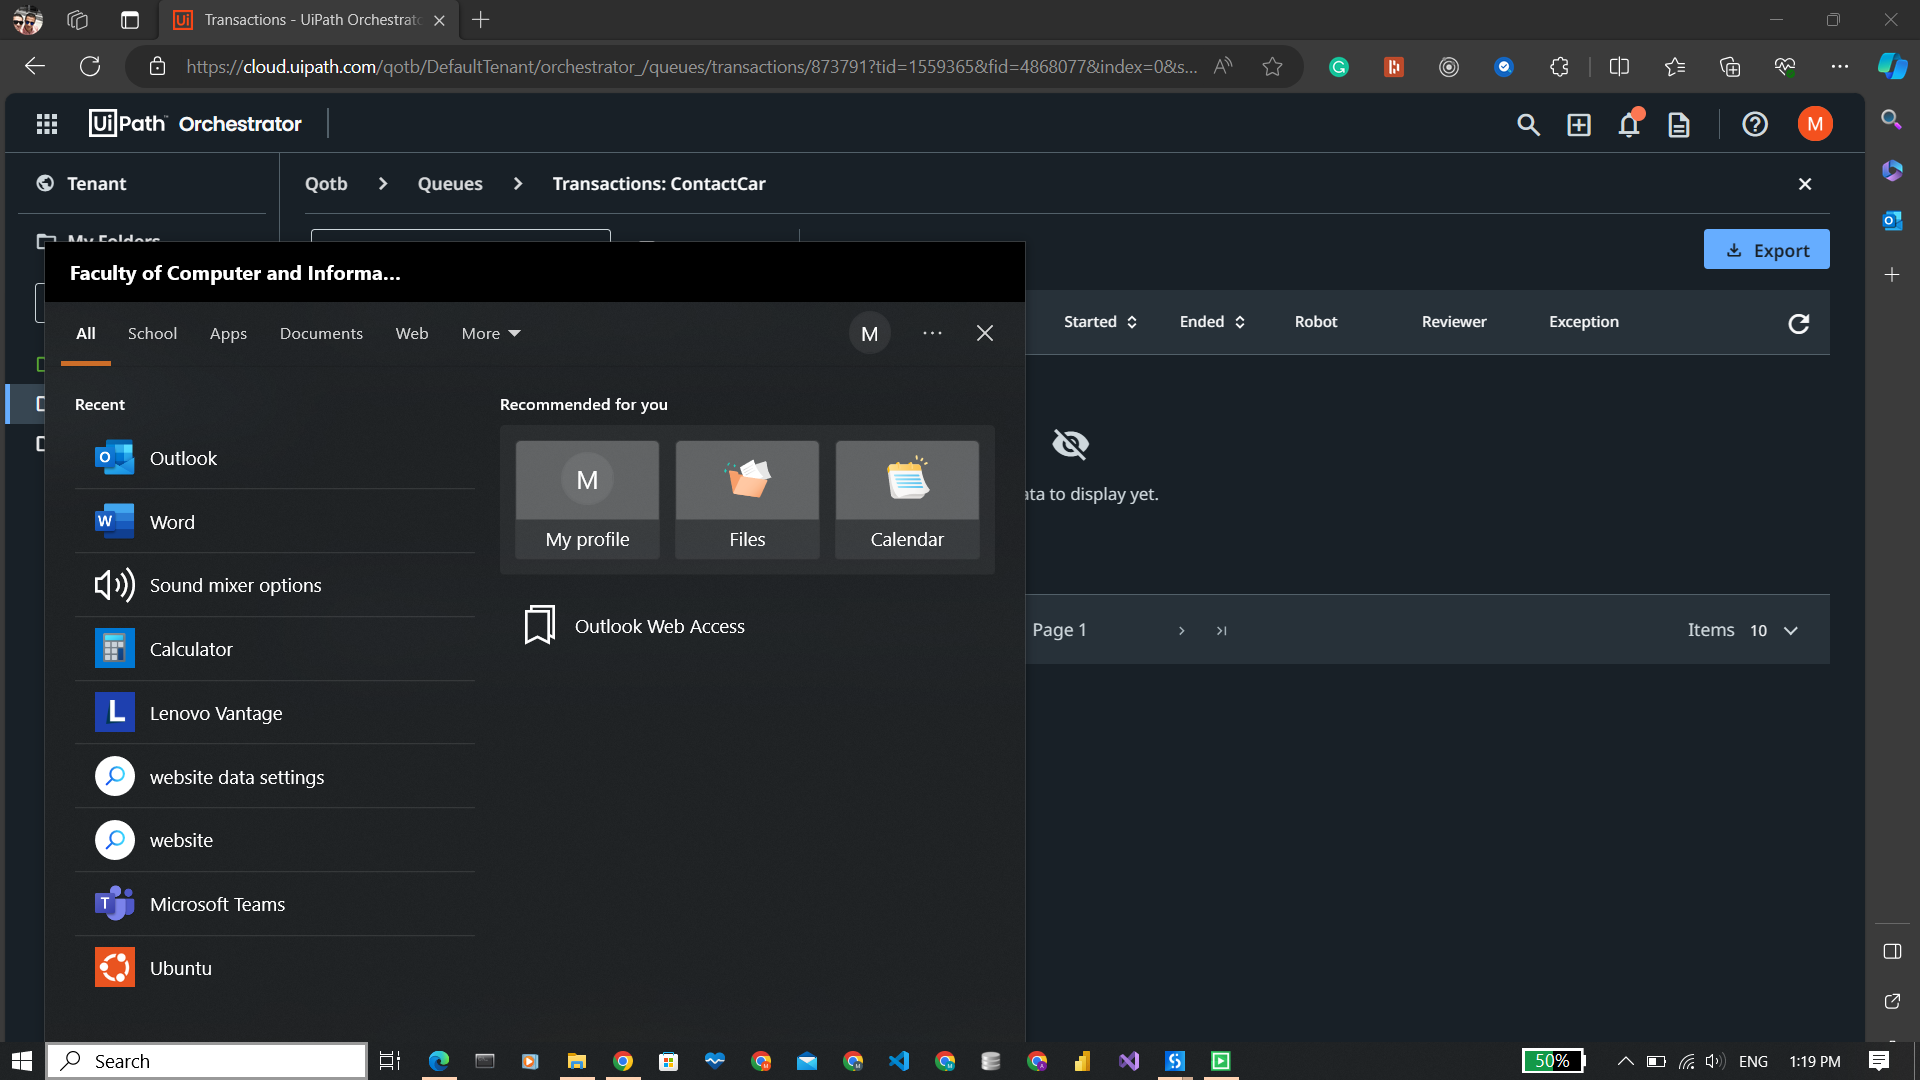 Transactions - UiPath Orchestrato
https://cloud.uipath.com/qotb/DefaultTenant/orchestrator_/queues/transactions/873791?tid=1559365&fid=4868077&index=0&s...
UiPath Orchestrator
M
Tenant
Qotb > Queues > Transactions: ContactCar
My Folders
Export
Faculty of Computer and Informa...
Started Ended Robot Reviewer Exception
All School Apps Documents Web More M
Recent
Recommended for you
Outlook
Word
Sound mixer options
Calculator
Lenovo Vantage
website data settings
website
Microsoft Teams
Ubuntu
M
My profile
Files
Calendar
Outlook Web Access
ata to display yet.
Page 1
Items 10
Search
50%
ENG
1:19 PM